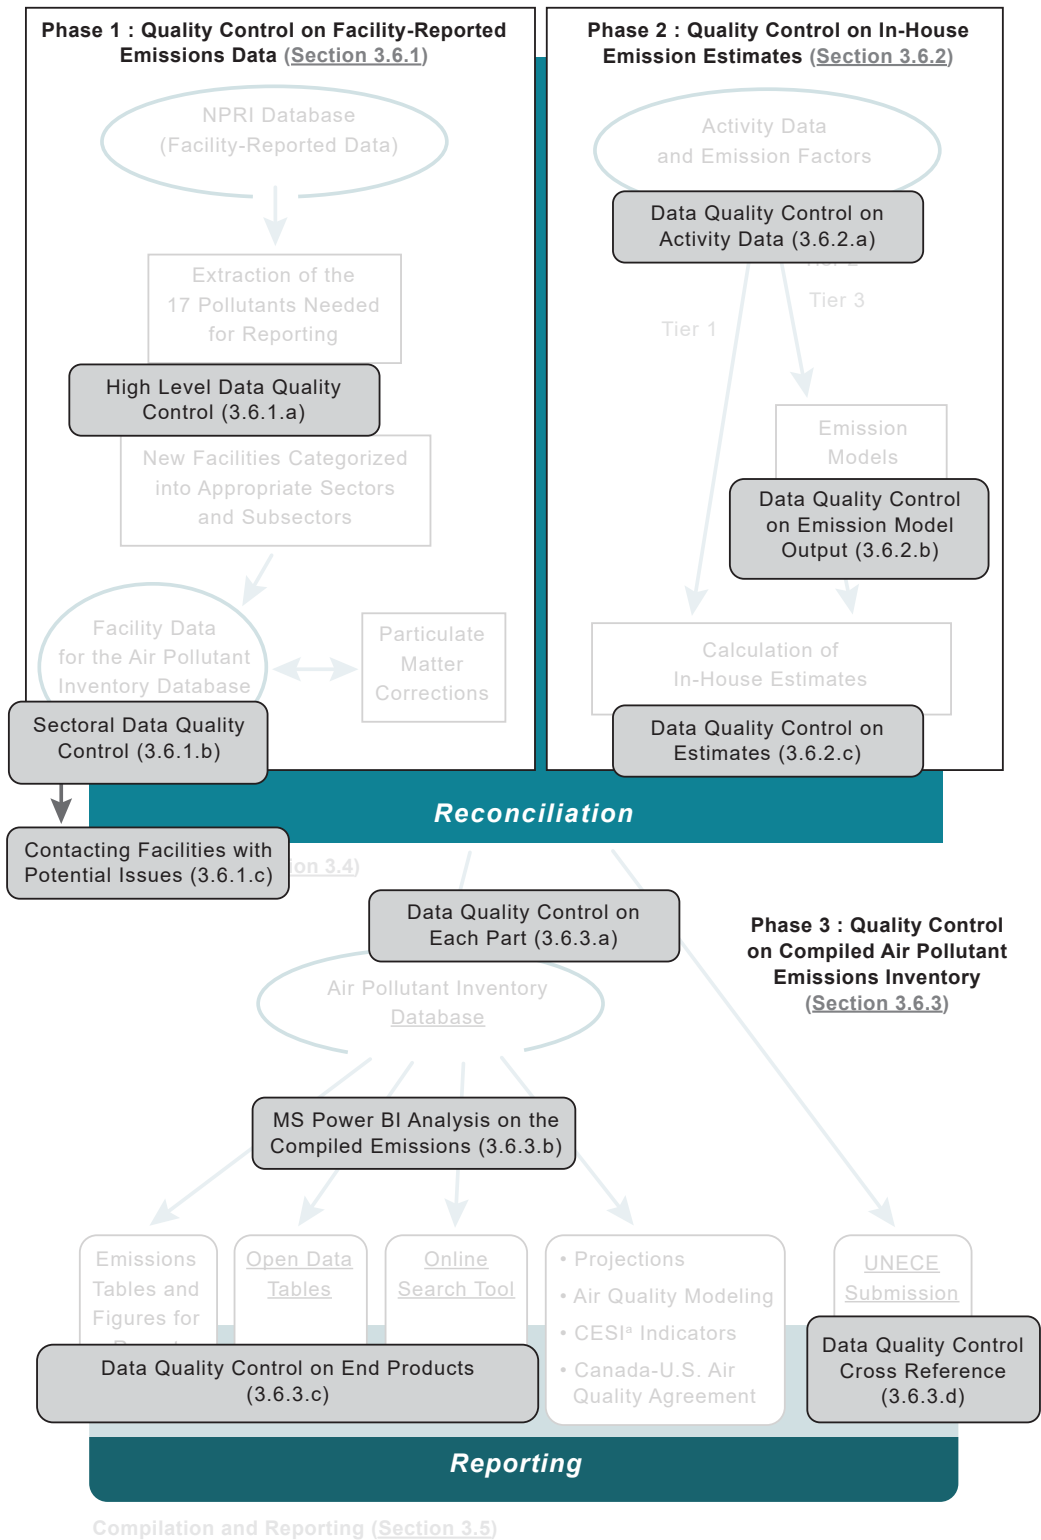 Phase 1 : Quality Control on Facility-Reported
Emissions Data (Section 3.6.1)
NPRI Database
(Facility-Reported Data)
Extraction of the
17 Pollutants Needed
for Reporting
High Level Data Quality
Control (3.6.1.a)
New Facilities Categorized
into Appropriate Sectors
and Subsectors
Facility Data
for the Air Pollutant
Inventory Database
Particulate
Matter
Corrections
Sectoral Data Quality
Control (3.6.1.b)
Contacting Facilities with
Potential Issues (3.6.1.c)
Phase 2 : Quality Control on In-House
Emission Estimates (Section 3.6.2)
Activity Data
and Emission Factors
Data Quality Control on
Activity Data (3.6.2.a)
Tier 3
Tier 1
Emission
Models
Data Quality Control
on Emission Model
Output (3.6.2.b)
Calculation of
In-House Estimates
Data Quality Control on
Estimates (3.6.2.c)
Reconciliation
3.4)
Data Quality Control on
Each Part (3.6.3.a)
Phase 3 : Quality Control
on Compiled Air Pollutant
Emissions Inventory
(Section 3.6.3)
Air Pollutant Inventory
Database
MS Power BI Analysis on the
Compiled Emissions (3.6.3.b)
Emissions
Tables and
Figures for
Open Data
Tables
Online
Search Tool
• Projections
• Air Quality Modeling
• CESIᵃ Indicators
• Canada-U.S. Air
Quality Agreement
UNECE
Submission
Data Quality Control on End Products
(3.6.3.c)
Data Quality Control
Cross Reference
(3.6.3.d)
Reporting
Compilation and Reporting (Section 3.5)